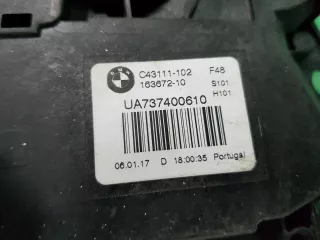 C43111-102 F48
163672-10 S101
H101
UA737400610
06.01.17 D 18:00:35 Portugal